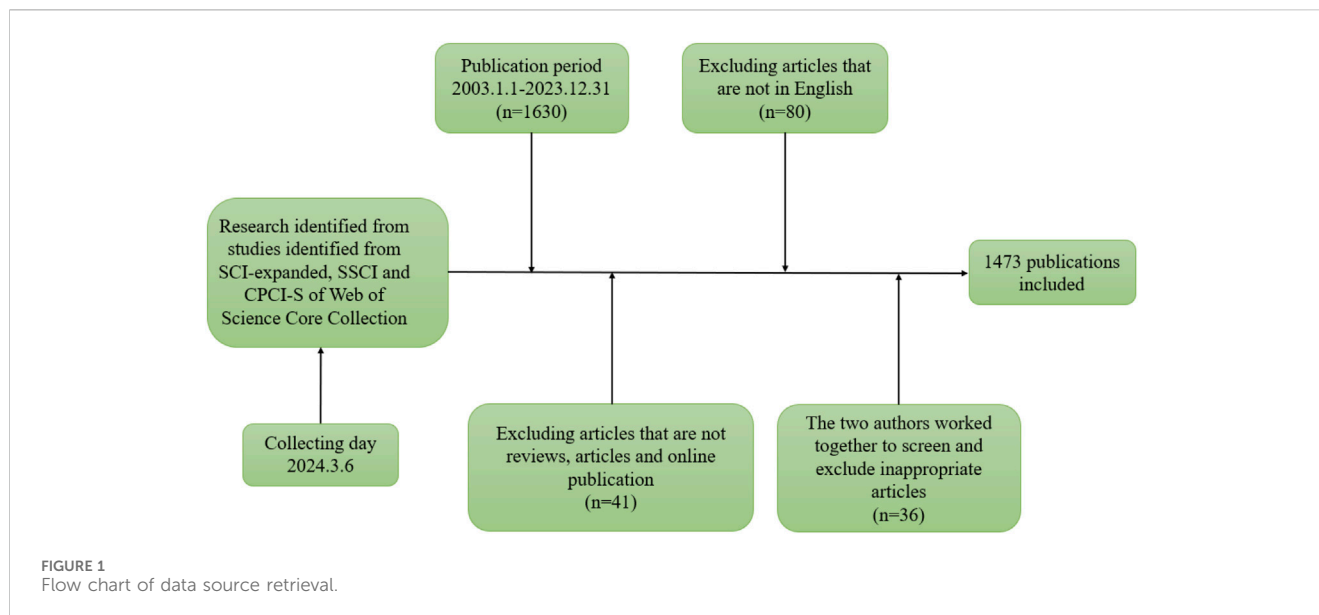 Publication period
2003.1.1-2023.12.31
(n=1630)
Excluding articles that
are not in English
(n=80)
Research identified from
studies identified from
SCI-expanded, SSCI and
CPCI-S of Web of
Science Core Collection
1473 publications
included
Collecting day
2024.3.6
Excluding articles that are not
reviews, articles and online
publication
(n=41)
The two authors worked
together to screen and
exclude inappropriate
articles
(n=36)
FIGURE 1
Flow chart of data source retrieval.